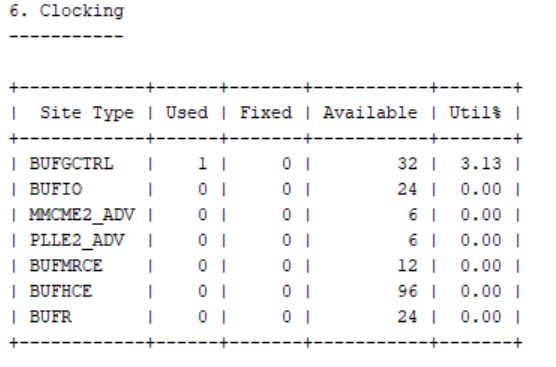 6. Clocking
-----------
+------------+------+-------+-----------+-------+
|  Site Type | Used | Fixed | Available | Util% |
+------------+------+-------+-----------+-------+
| BUFGCTRL   |    1 |     0 |        32 |  3.13 |
| BUFIO      |    0 |     0 |        24 |  0.00 |
| MMCME2_ADV |    0 |     0 |         6 |  0.00 |
| PLLE2_ADV  |    0 |     0 |         6 |  0.00 |
| BUFMRCE    |    0 |     0 |        12 |  0.00 |
| BUFHCE     |    0 |     0 |        96 |  0.00 |
| BUFR       |    0 |     0 |        24 |  0.00 |
+------------+------+-------+-----------+-------+